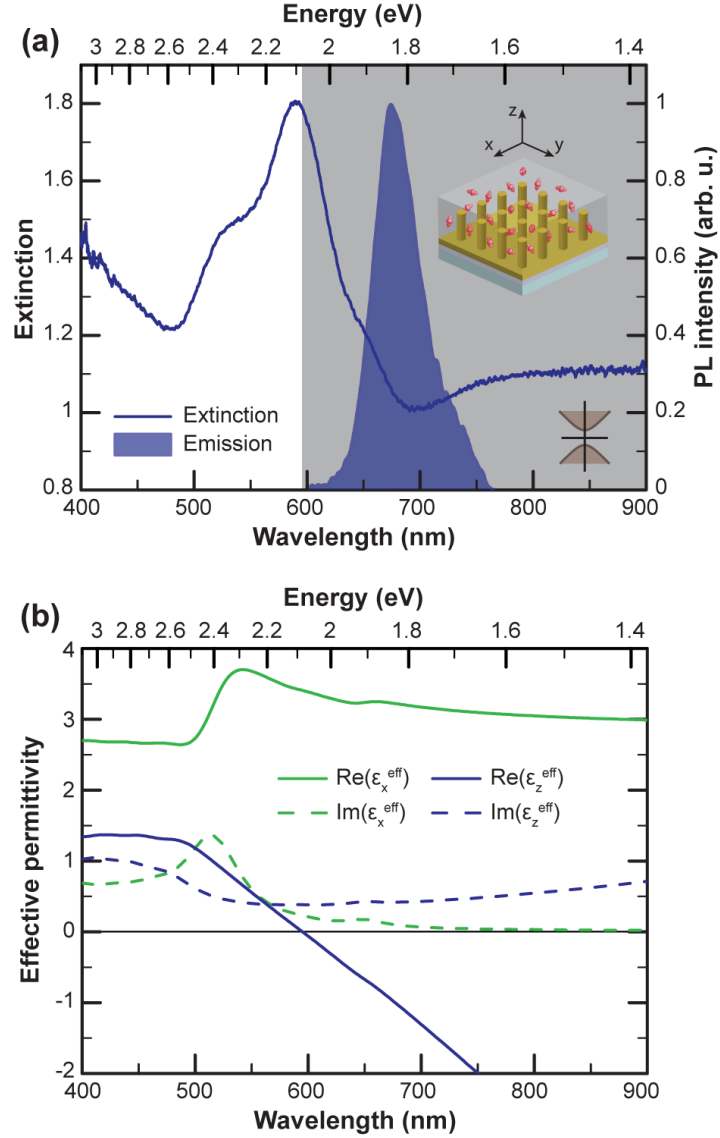 Energy (eV)
(a)
3 2.8 2.6 2.4 2.2 2 1.8 1.6 1.4
1.8 1
1.6 0.8
1.4 0.6
1.2 0.4
1 0.2
0.8 0
Extinction
PL intensity (arb. u.)
z
x y
Extinction
Emission
400 500 600 700 800 900
Wavelength (nm)
Energy (eV)
(b)
3 2.8 2.6 2.4 2.2 2 1.8 1.6 1.4
4
3
2
1
0
-1
-2
Effective permittivity
Re(εₓᵉᶠᶠ) Re(ε_zᵉᶠᶠ)
Im(εₓᵉᶠᶠ) Im(ε_zᵉᶠᶠ)
400 500 600 700 800 900
Wavelength (nm)